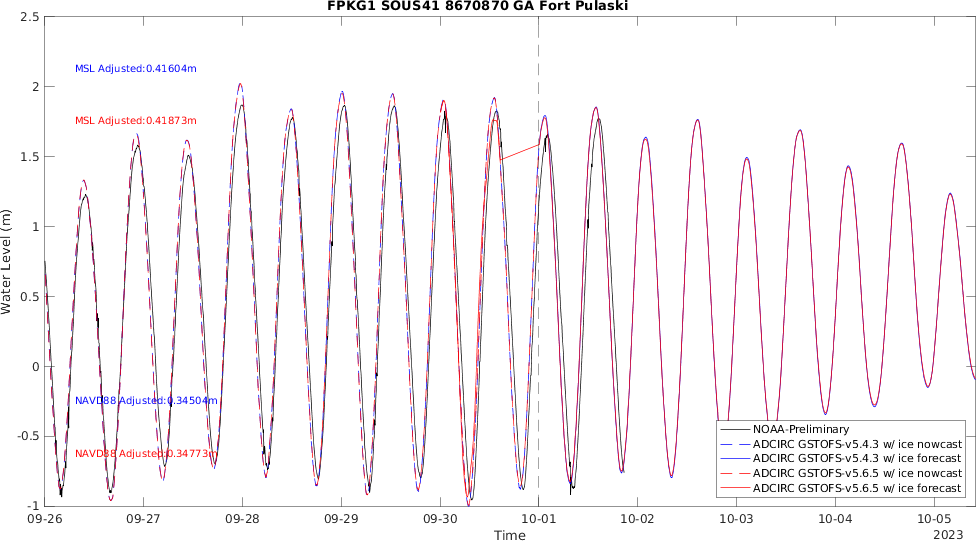 FPKG1 SOUS41 8670870 GA Fort Pulaski
2.5
2
1.5
1
0.5
0
-0.5
-1
Water Level (m)
MSL Adjusted:0.41604m
MSL Adjusted:0.41873m
NAVD88 Adjusted:0.34504m
NAVD88 Adjusted:0.34773m
NOAA-Preliminary
ADCIRC GSTOFS-v5.4.3 w/ ice nowcast
ADCIRC GSTOFS-v5.4.3 w/ ice forecast
ADCIRC GSTOFS-v5.6.5 w/ ice nowcast
ADCIRC GSTOFS-v5.6.5 w/ ice forecast
09-26 09-27 09-28 09-29 09-30 10-01 10-02 10-03 10-04 10-05
Time
2023